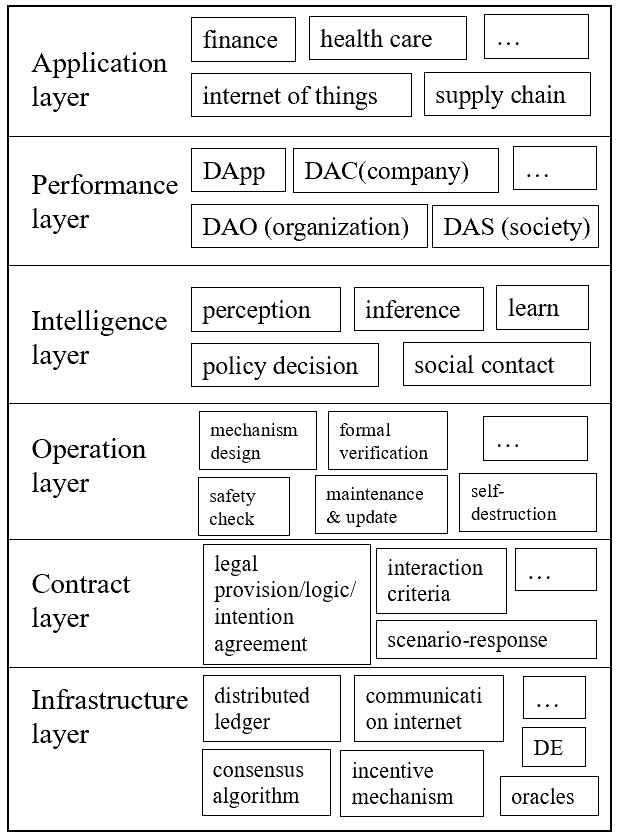 Application
layer
finance
health care
…
internet of things
supply chain
Performance
layer
DApp
DAC(company)
…
DAO (organization)
DAS (society)
Intelligence
layer
perception
inference
learn
policy decision
social contact
Operation
layer
mechanism
design
formal
verification
…
safety
check
maintenance
& update
self-
destruction
Contract
layer
legal
provision/logic/
intention
agreement
interaction
criteria
…
scenario-response
Infrastructure
layer
distributed
ledger
communicati
on internet
…
DE
consensus
algorithm
incentive
mechanism
oracles